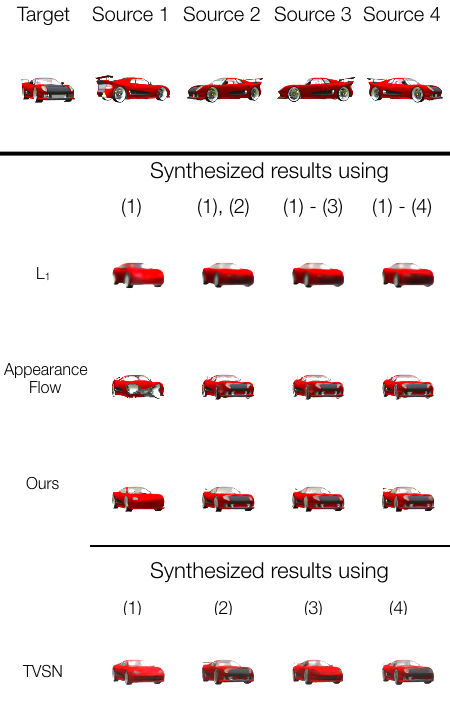 Target Source 1 Source 2 Source 3 Source 4
Synthesized results using
(1) (1), (2) (1) - (3) (1) - (4)
L₁
Appearance
Flow
Ours
Synthesized results using
(1) (2) (3) (4)
TVSN